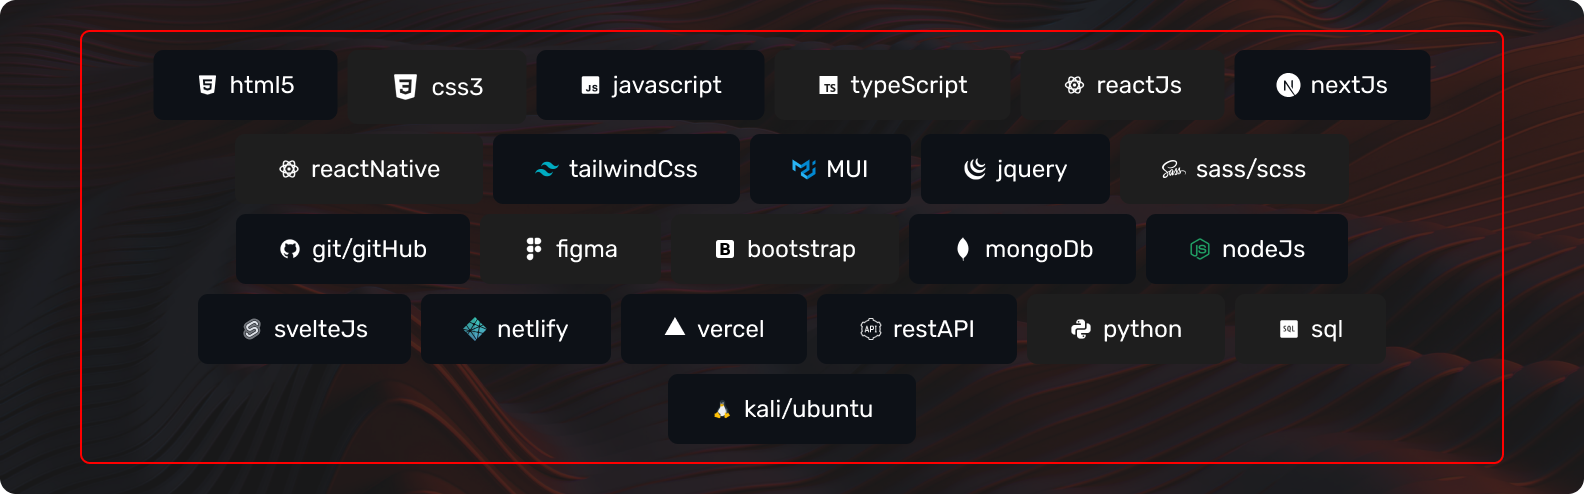 html5 css3 javascript typeScript reactJs nextJs
reactNative tailwindCss MUI jquery sass/scss
git/gitHub figma bootstrap mongoDb nodeJs
svelteJs netlify vercel restAPI python sql
kali/ubuntu